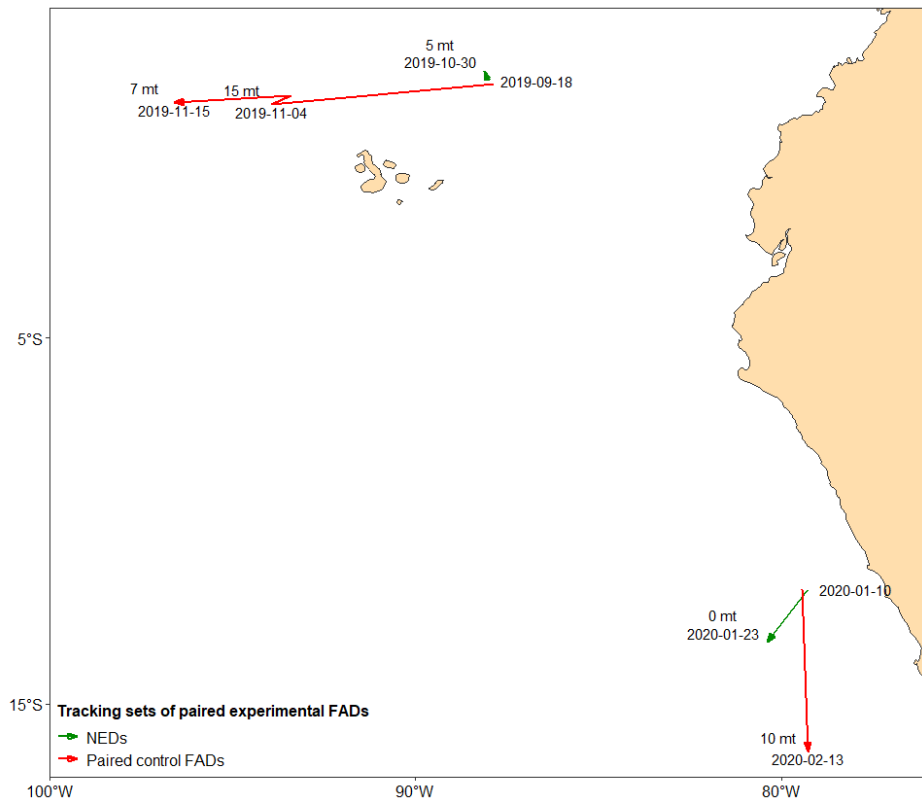 5 mt
2019-10-30
2019-09-18
7 mt
15 mt
2019-11-15
2019-11-04
5°S
2020-01-10
0 mt
2020-01-23
15°S
Tracking sets of paired experimental FADs
NEDs
Paired control FADs
10 mt
2020-02-13
100°W
90°W
80°W